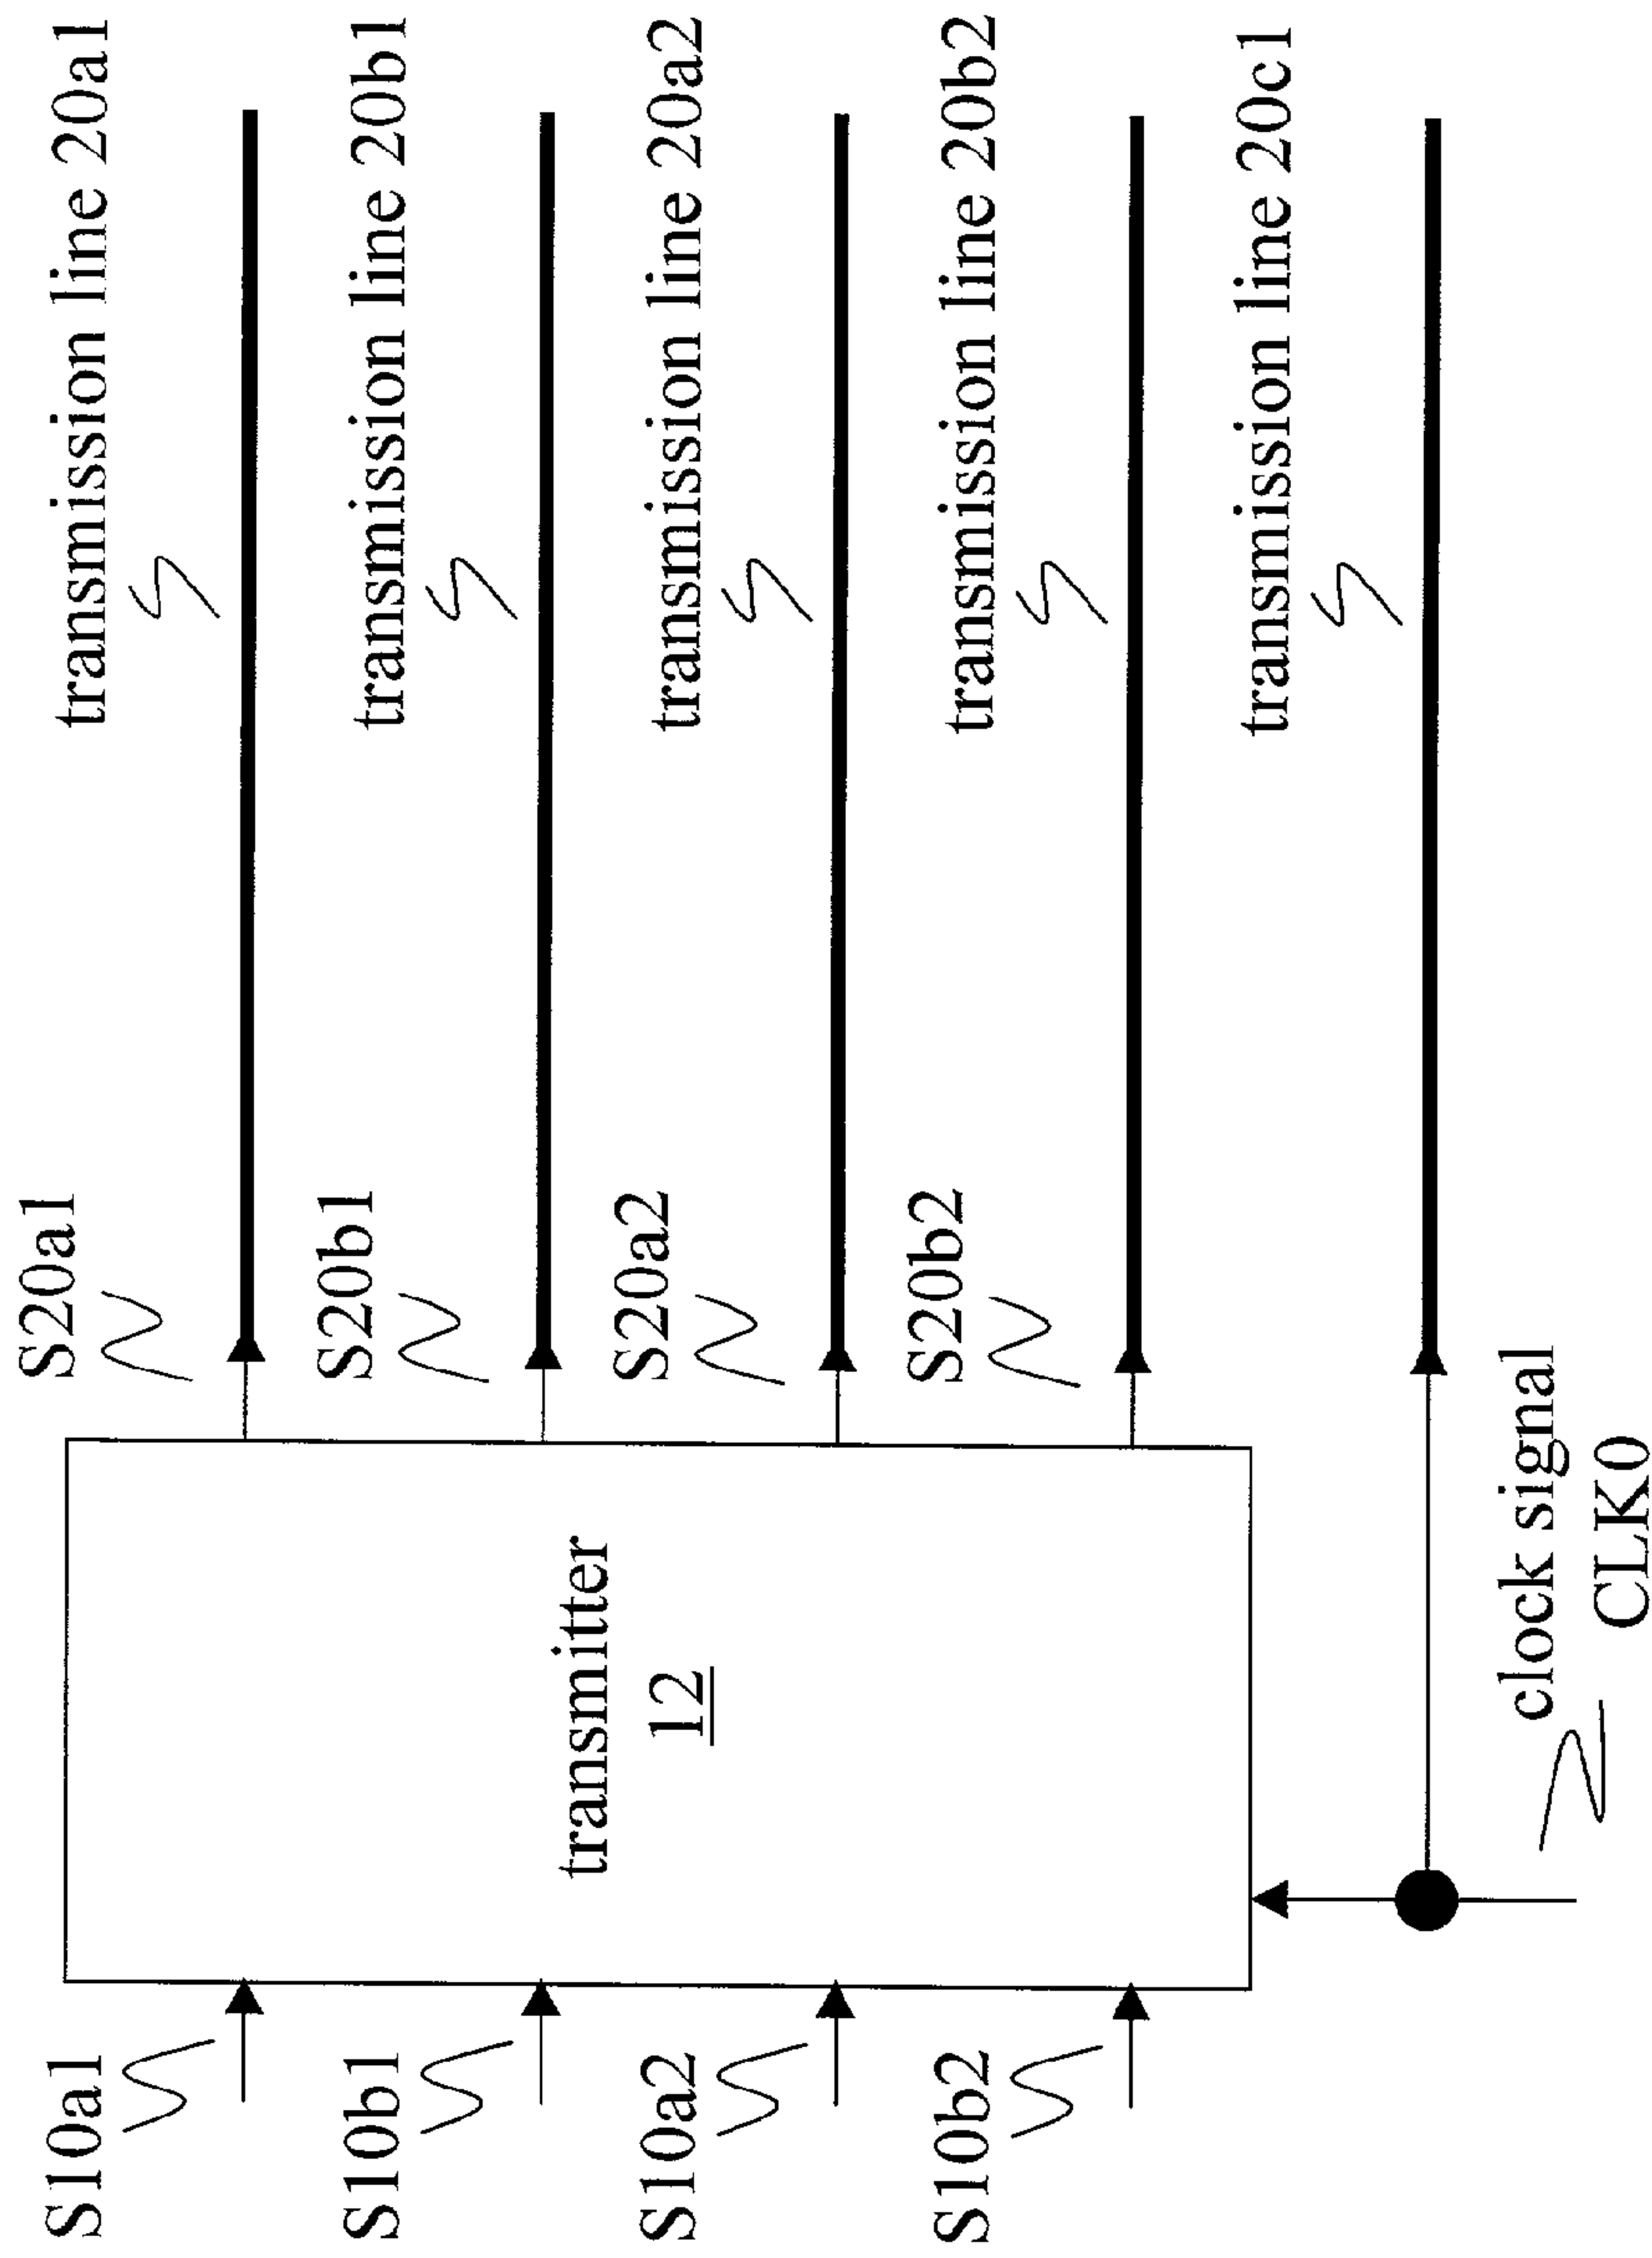 S10a1
S10b1
S10a2
S10b2
transmitter
12
clock signal
CLK0
S20a1
S20b1
S20a2
S20b2
transmission line 20a1
transmission line 20b1
transmission line 20a2
transmission line 20b2
transmission line 20c1